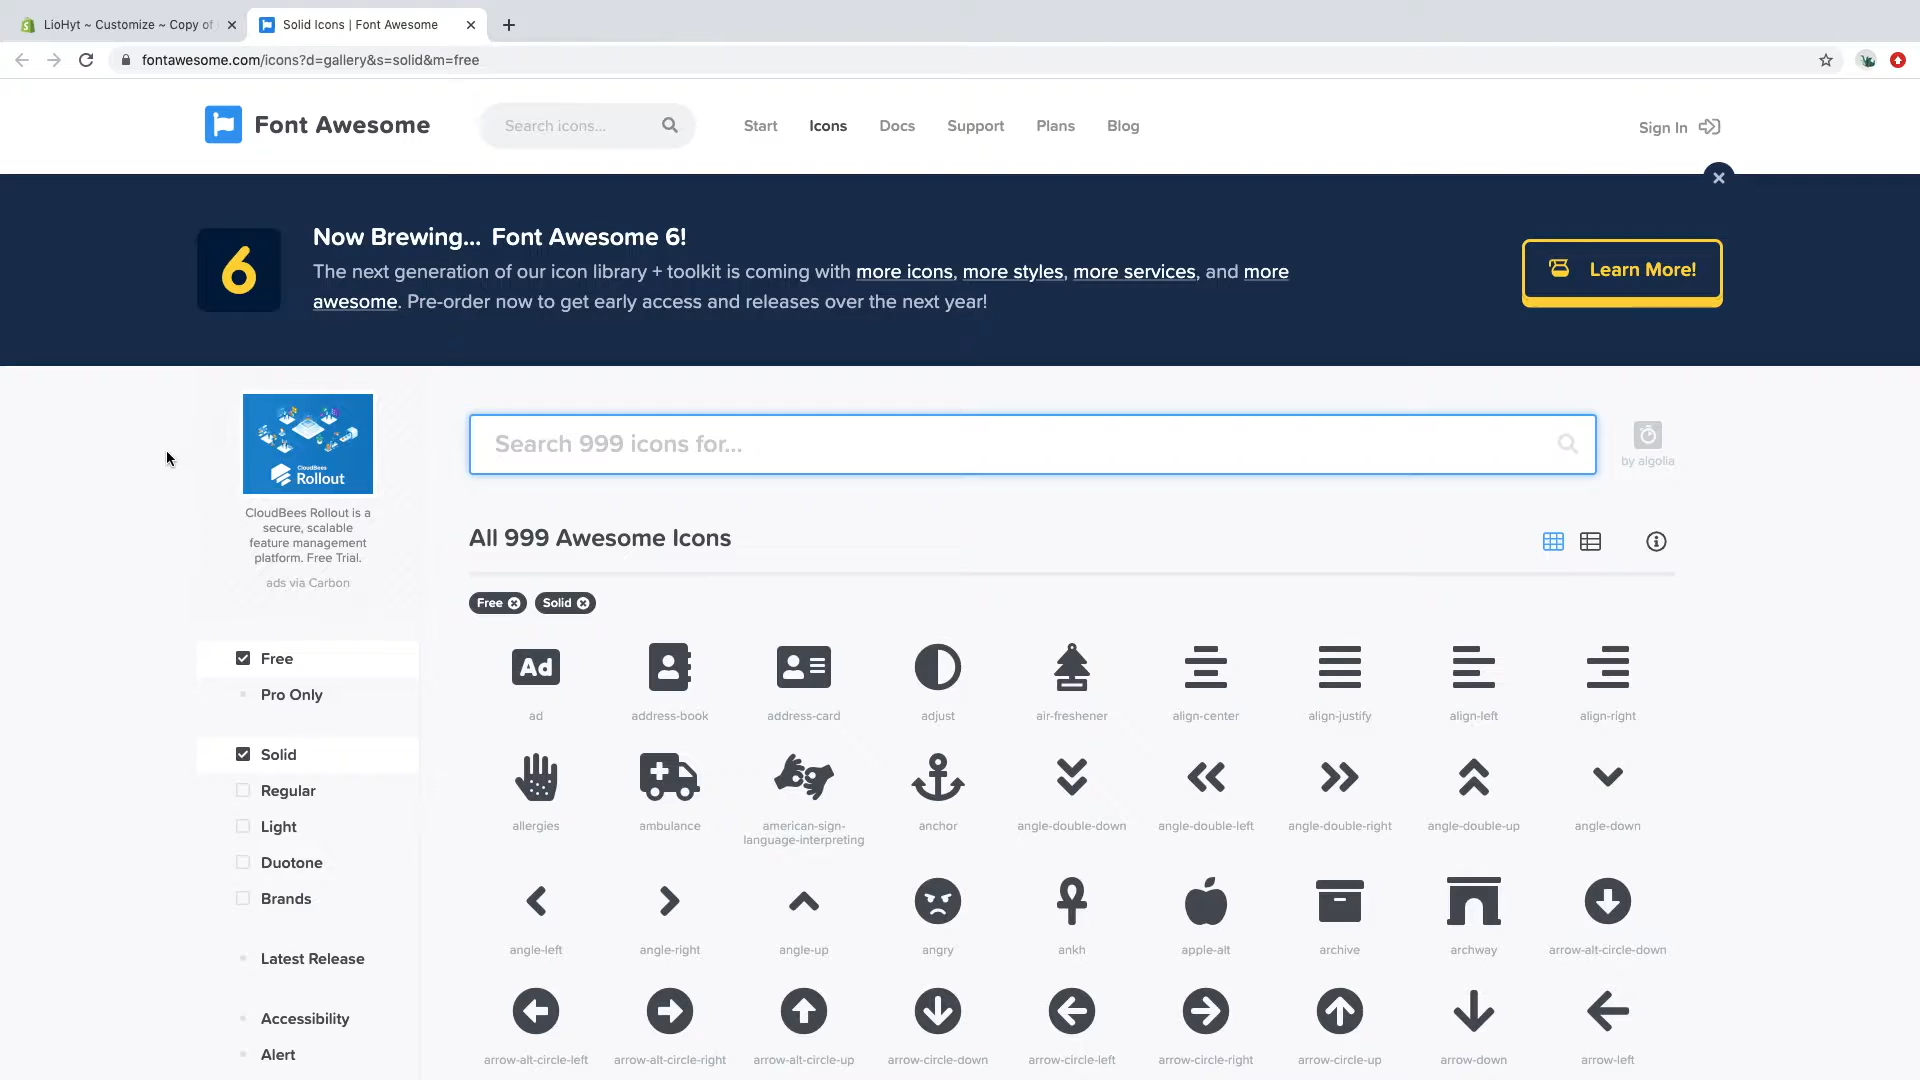 LioHyt ~ Customize ~ Copy of
Solid Icons | Font Awesome
fontawesome.com/icons?d=gallery&s=solid&m=free
Font Awesome
Search icons...
Start
Icons
Docs
Support
Plans
Blog
Sign In
6
Now Brewing... Font Awesome 6!
The next generation of our icon library + toolkit is coming with more icons, more styles, more services, and more
awesome. Pre-order now to get early access and releases over the next year!
Learn More!
CloudBees
Rollout
CloudBees Rollout is a
secure, scalable
feature management
platform. Free Trial.
ads via Carbon
Search 999 icons for...
by algolia
All 999 Awesome Icons
Free
Solid
Free
Pro Only
Solid
Regular
Light
Duotone
Brands
Latest Release
Accessibility
Alert
Ad
ad
address-book
address-card
adjust
air-freshener
align-center
align-justify
align-left
align-right
allergies
ambulance
american-sign-
language-interpreting
anchor
angle-double-down
angle-double-left
angle-double-right
angle-double-up
angle-down
angle-left
angle-right
angle-up
angry
ankh
apple-alt
archive
archway
arrow-alt-circle-down
arrow-alt-circle-left
arrow-alt-circle-right
arrow-alt-circle-up
arrow-circle-down
arrow-circle-left
arrow-circle-right
arrow-circle-up
arrow-down
arrow-left